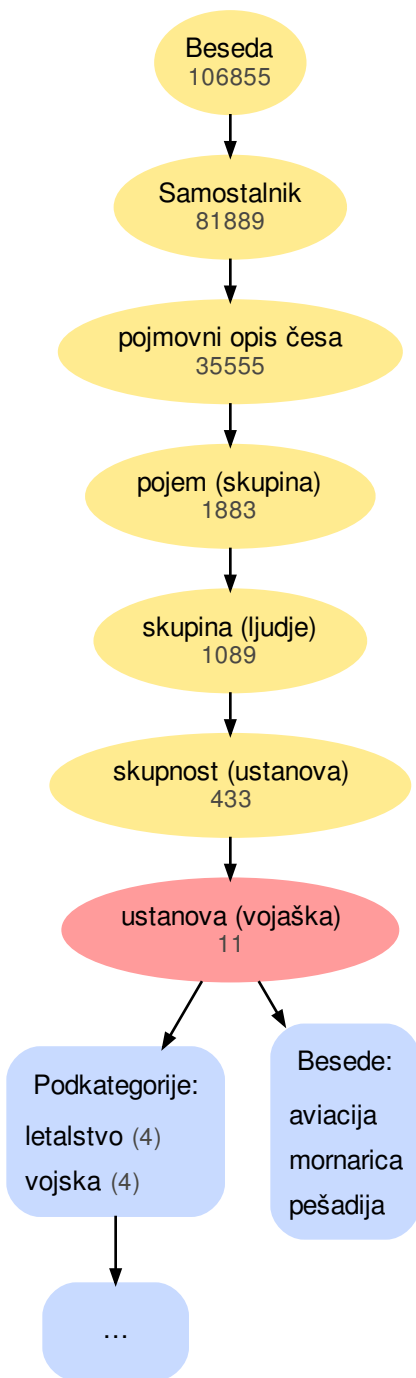 Beseda
106855
Samostalnik
81889
pojmovni opis česa
35555
pojem (skupina)
1883
skupina (ljudje)
1089
skupnost (ustanova)
433
ustanova (vojaška)
11
Podkategorije:
letalstvo (4)
vojska (4)
Besede:
aviacija
mornarica
pešadija
...